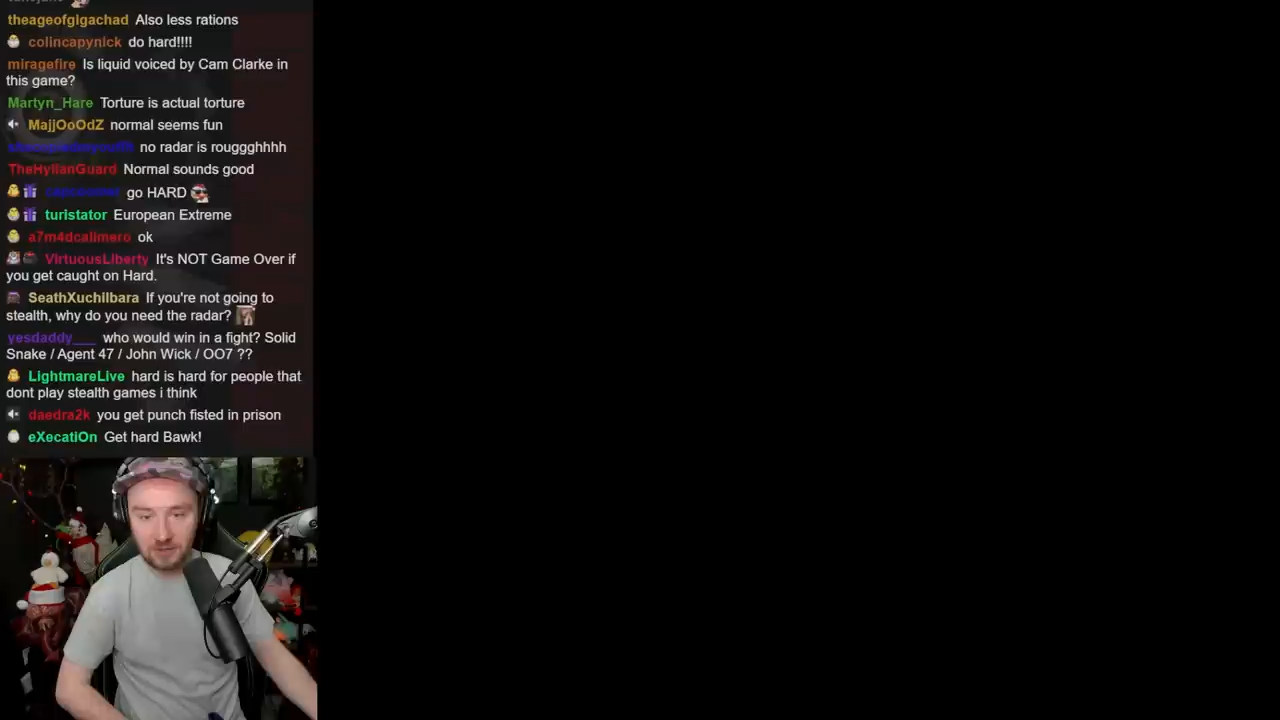 theageofgigachad Also less rations
colincapynick do hard!!!!
miragefire Is liquid voiced by Cam Clarke in
this game?
Martyn_Hare Torture is actual torture
MajjOoOdZ normal seems fun
no radar is rouggghhhh
TheHylianGuard Normal sounds good
go HARD
turistator European Extreme
a7m4dcalimero ok
VirtuousLiberty It's NOT Game Over if
you get caught on Hard.
SeathXuchilbara If you're not going to
stealth, why do you need the radar?
yesdaddy___ who would win in a fight? Solid
Snake / Agent 47 / John Wick / OO7 ??
LightmareLive hard is hard for people that
dont play stealth games i think
daedra2k you get punch fisted in prison
eXecatiOn Get hard Bawk!